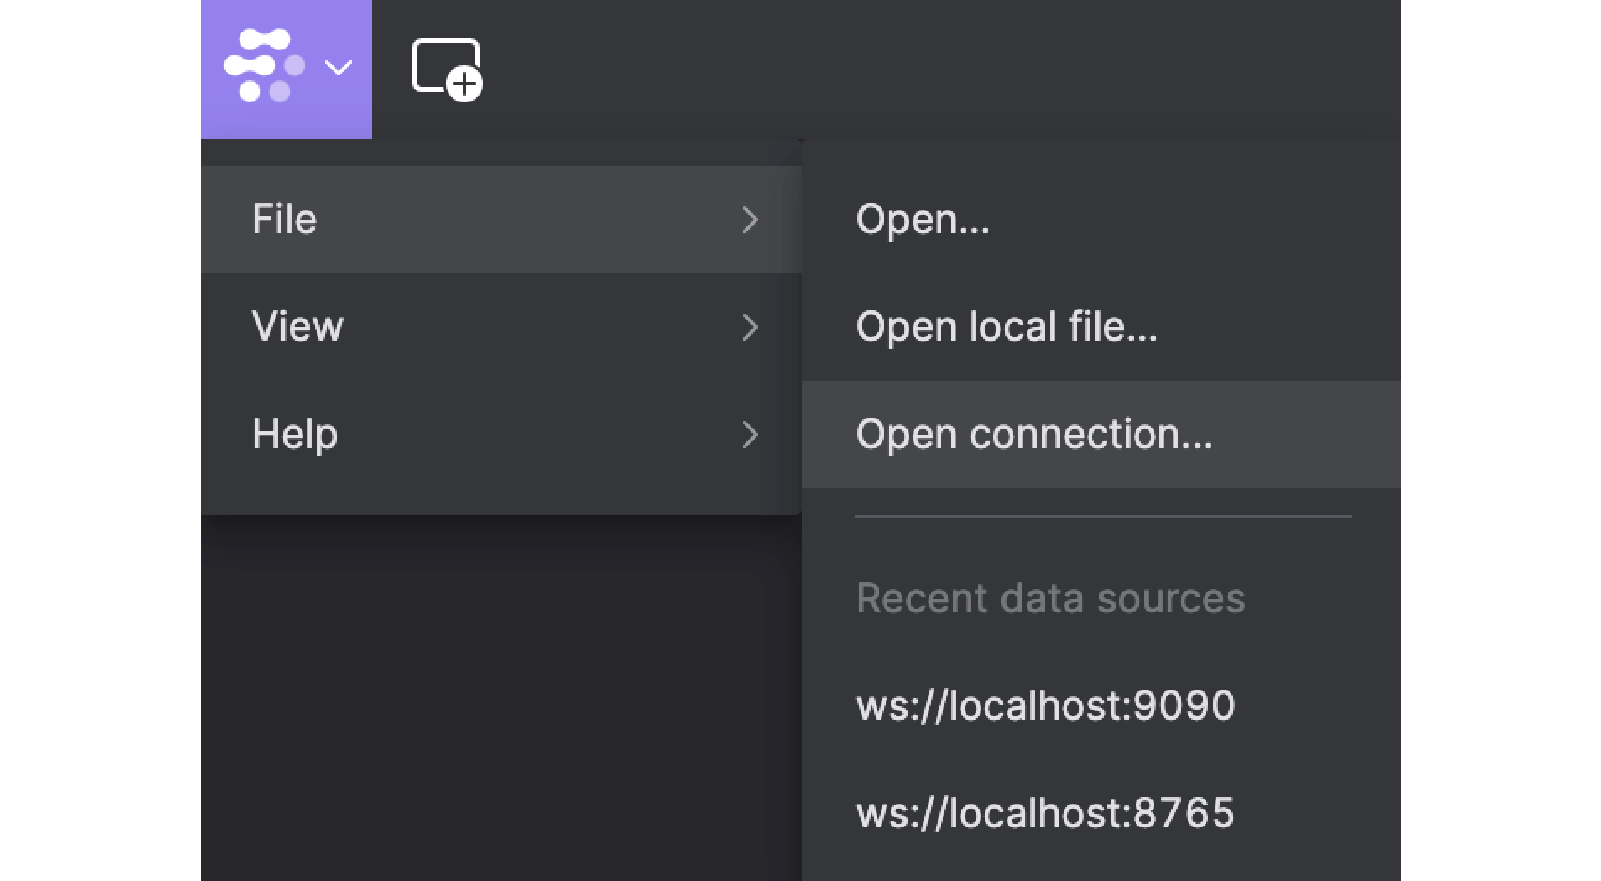 File
View
Help
Open...
Open local file...
Open connection...
Recent data sources
ws://localhost:9090
ws://localhost:8765